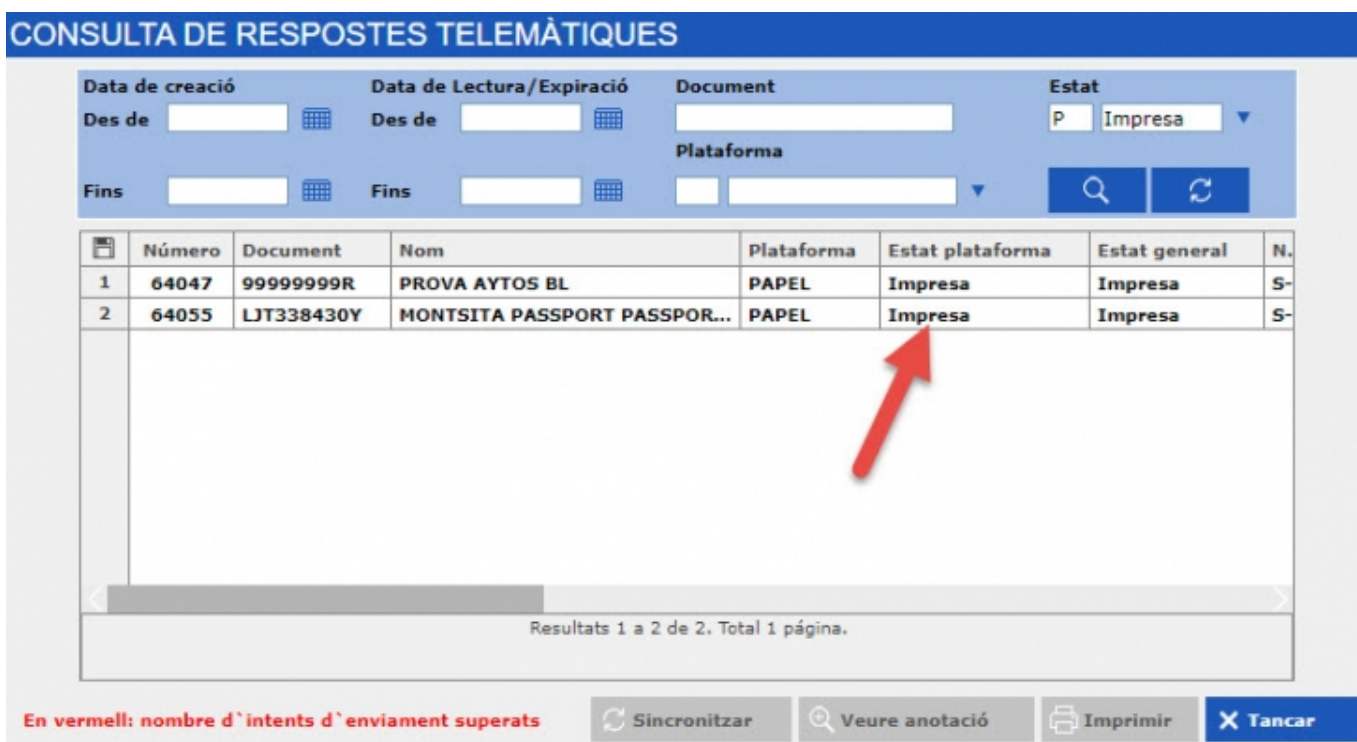 CONSULTA DE RESPOSTES TELEMÀTIQUES
Data de creació Data de Lectura/Expiració Document Estat
Des de Des de P Impresa
Plataforma
Fins Fins
Número Document Nom Plataforma Estat plataforma Estat general N.
1 64047 99999999R PROVA AYTOS BL PAPEL Impresa Impresa S-
2 64055 LJT338430Y MONTSITA PASSPORT PASSPOR... PAPEL Impresa Impresa S-
Resultats 1 a 2 de 2. Total 1 página.
En vermell: nombre d`intents d`enviament superats Sincronitzar Veure anotació Imprimir X Tancar